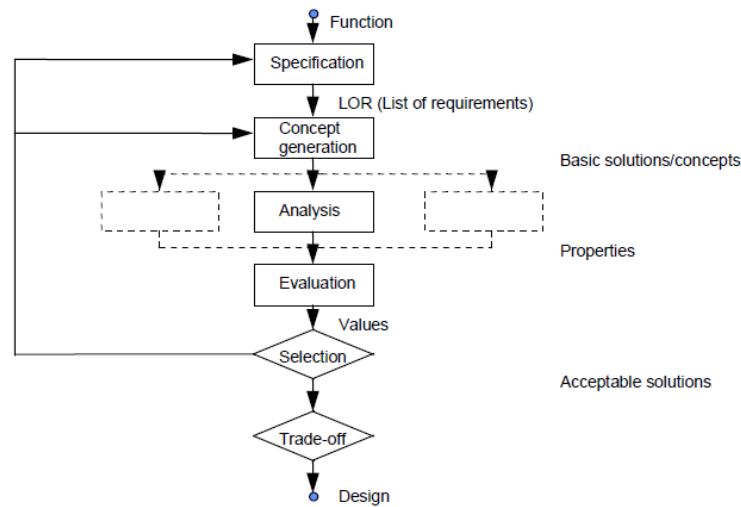 Function
Specification
LOR (List of requirements)
Concept
generation
Basic solutions/concepts
Analysis
Properties
Evaluation
Values
Selection
Acceptable solutions
Trade-off
Design